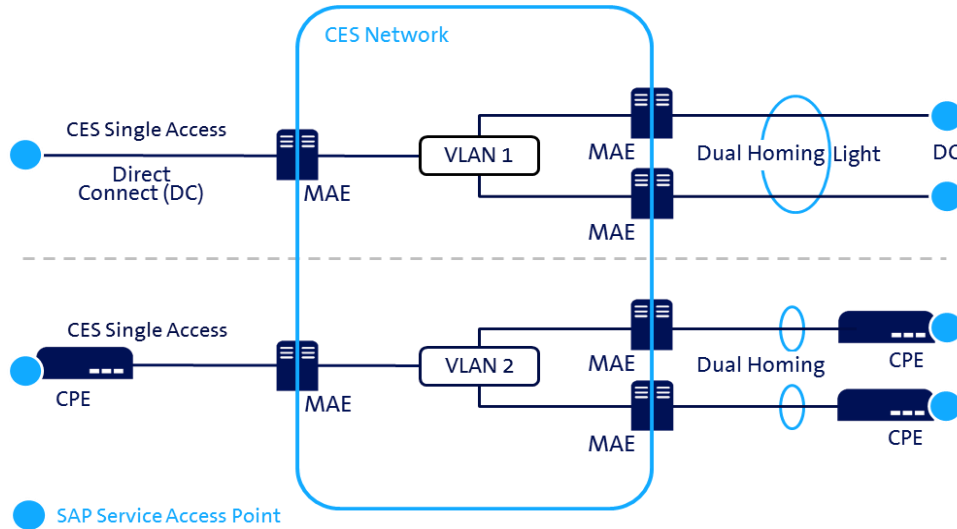 CES Network
CES Single Access
Direct
Connect (DC)
MAE
VLAN 1
MAE
MAE
Dual Homing Light
DC
CES Single Access
CPE
MAE
VLAN 2
MAE
MAE
Dual Homing
CPE
CPE
SAP Service Access Point